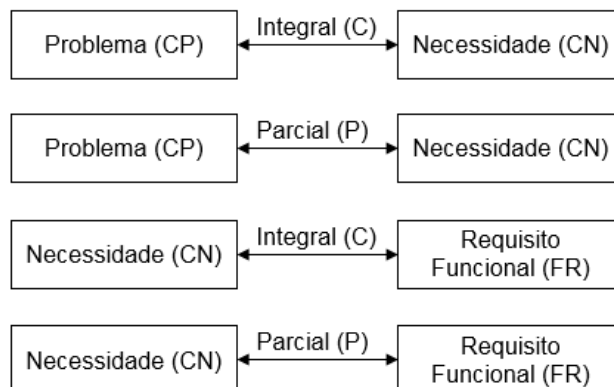 Problema (CP)
Integral (C)
Necessidade (CN)
Problema (CP)
Parcial (P)
Necessidade (CN)
Necessidade (CN)
Integral (C)
Requisito
Funcional (FR)
Necessidade (CN)
Parcial (P)
Requisito
Funcional (FR)